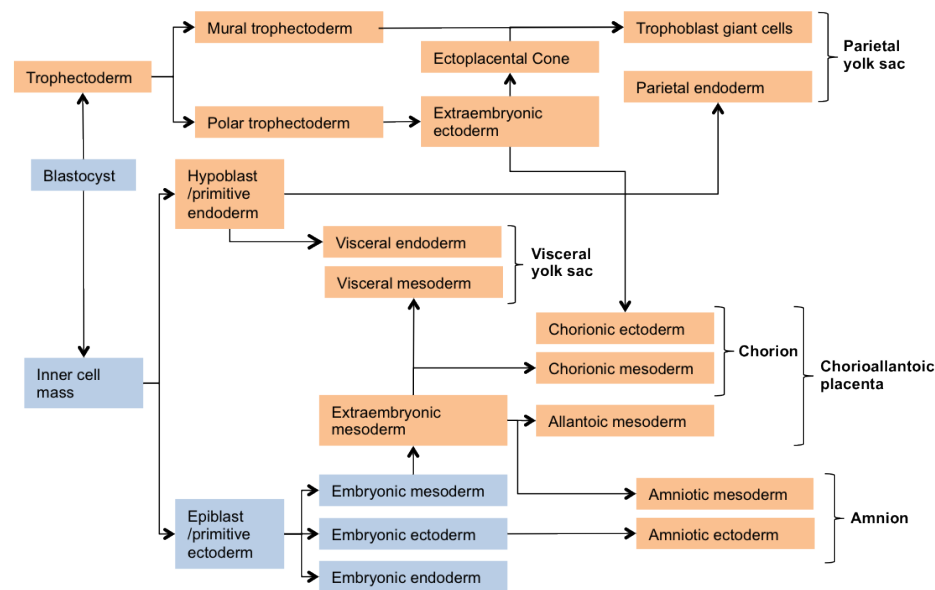 Mural trophectoderm
Trophoblast giant cells
Parietal
yolk sac
Ectoplacental Cone
Trophectoderm
Parietal endoderm
Polar trophectoderm
Extraembryonic
ectoderm
Blastocyst
Hypoblast
/primitive
endoderm
Visceral endoderm
Visceral
yolk sac
Visceral mesoderm
Chorionic ectoderm
Chorion
Inner cell
mass
Chorionic mesoderm
Chorioallantoic
placenta
Extraembryonic
mesoderm
Allantoic mesoderm
Embryonic mesoderm
Amniotic mesoderm
Amnion
Epiblast
/primitive
ectoderm
Embryonic ectoderm
Amniotic ectoderm
Embryonic endoderm